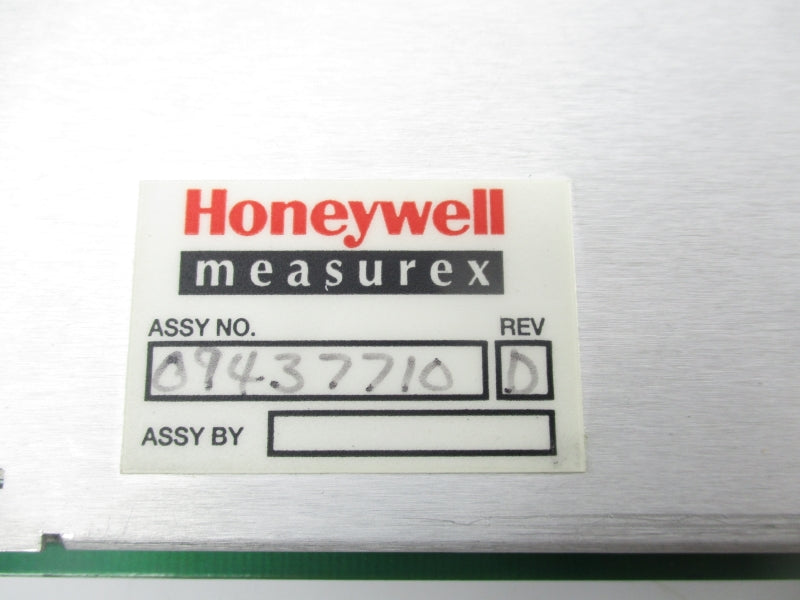 Honeywell
measurex
ASSY NO. REV
09437710 D
ASSY BY